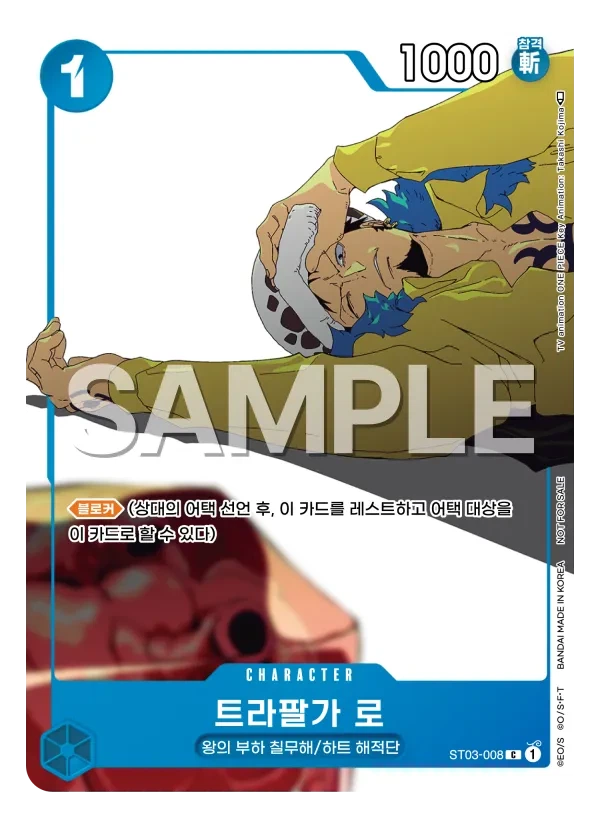 1
1000
참격
斬
TV animation ONE PIECE Key Animation: Takashi Kojima
SAMPLE
블로커 (상대의 어택 선언 후, 이 카드를 레스트하고 어택 대상을
이 카드로 할 수 있다)
©EIO/S ©O/S·F·T BANDAI MADE IN KOREA NOT FOR SALE
CHARACTER
트라팔가 로
왕의 부하 칠무해/하트 해적단
ST03-008 C 1